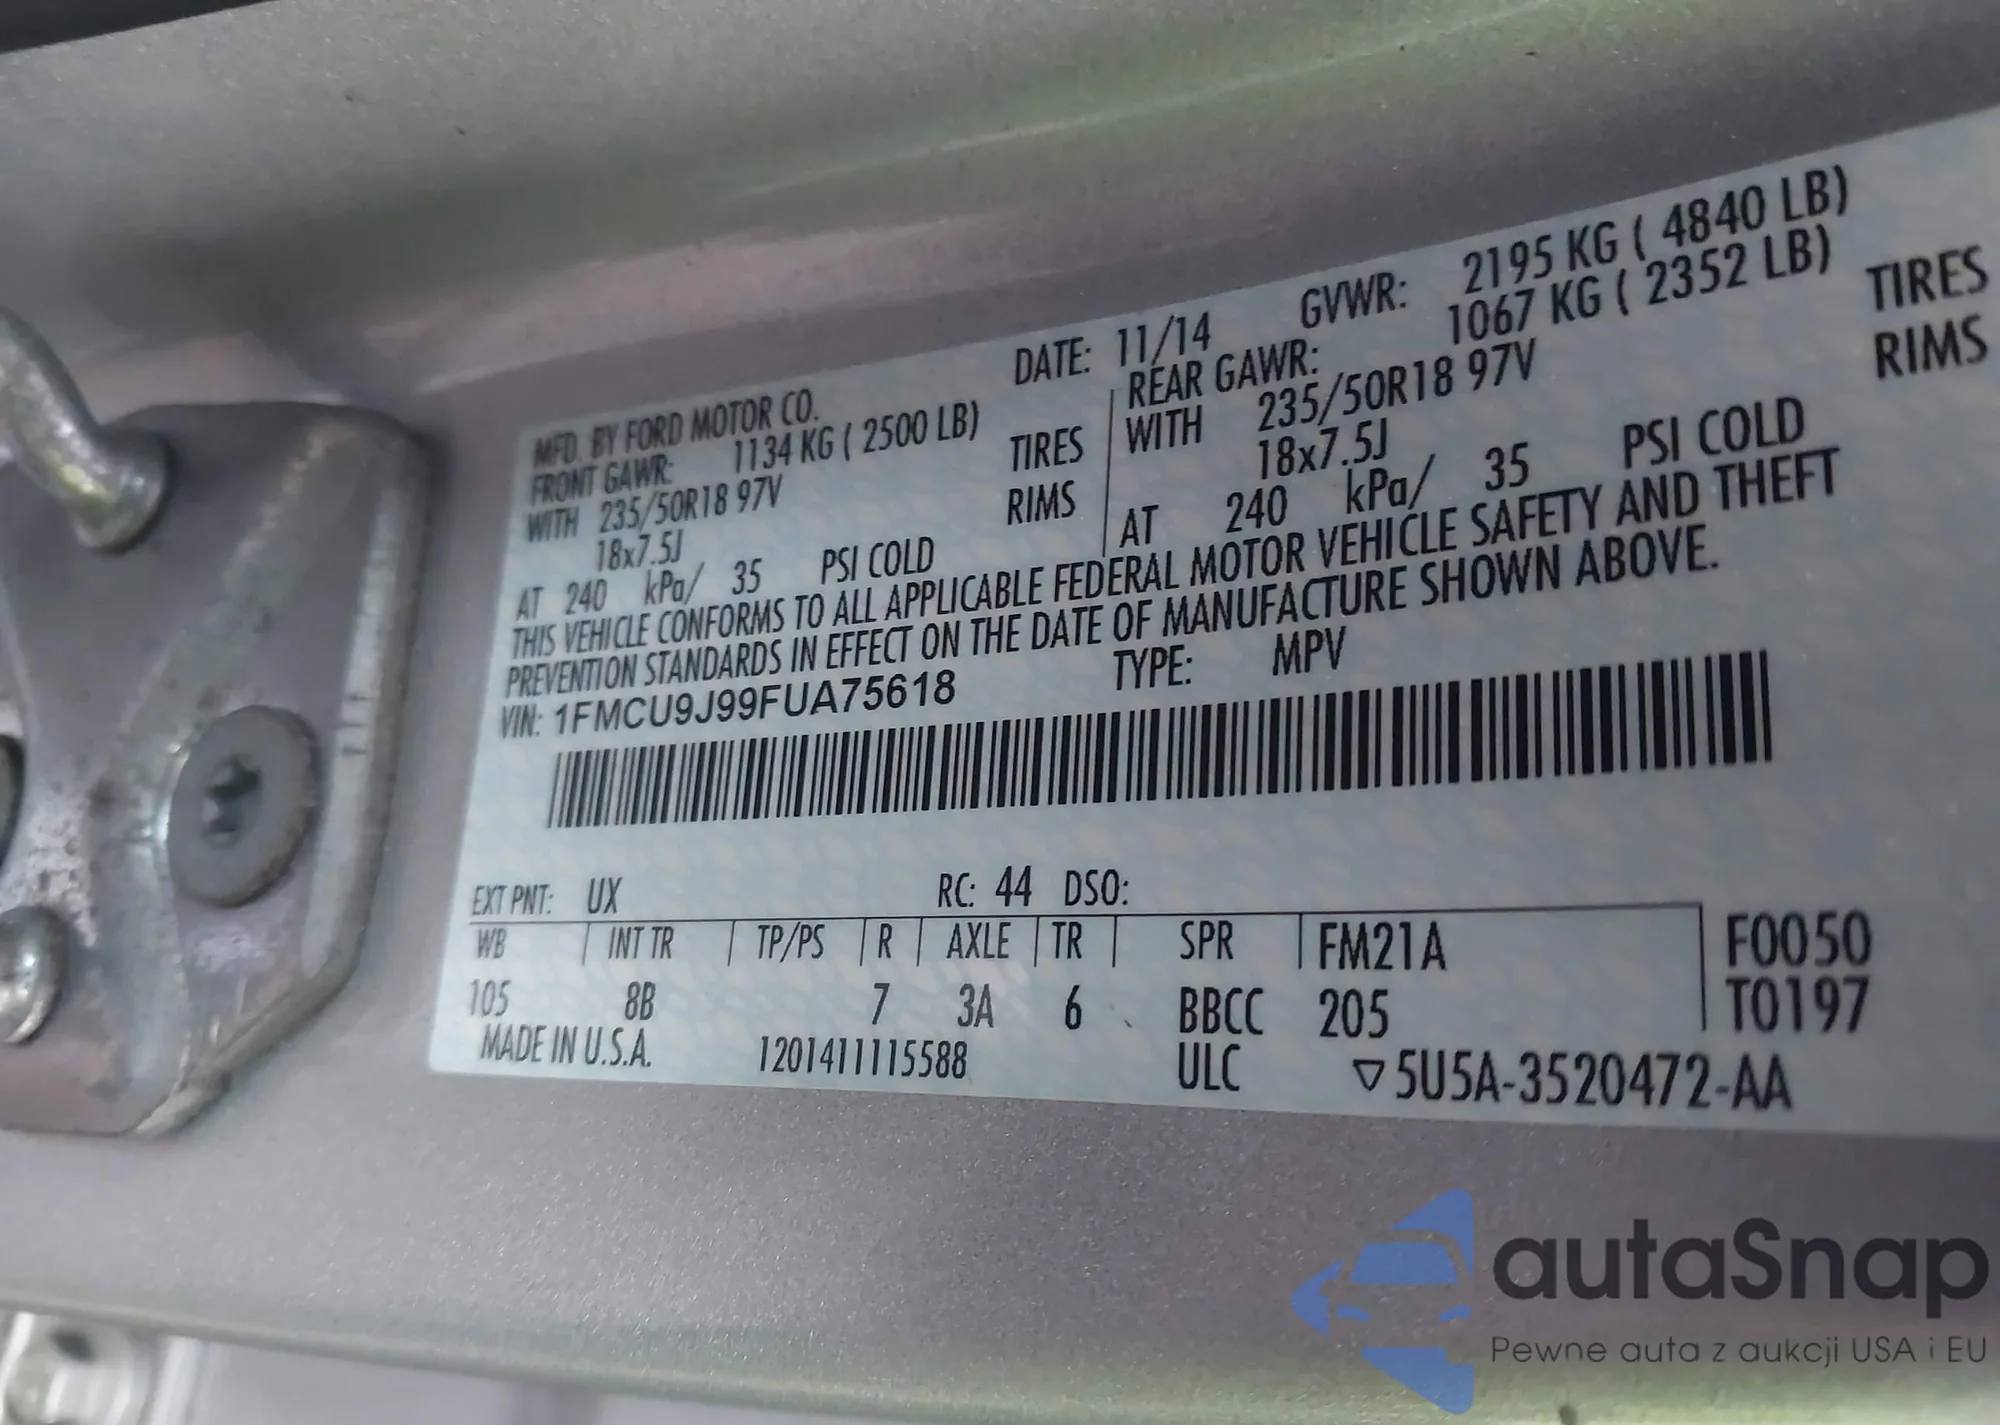 MFD. BY FORD MOTOR CO. DATE: 11/14 GVWR: 2195 KG ( 4840 LB)
FRONT GAWR: 1134 KG ( 2500 LB) REAR GAWR: 1067 KG ( 2352 LB)
WITH 235/50R18 97V TIRES WITH 235/50R18 97V TIRES
18x7.5J RIMS 18x7.5J RIMS
AT 240 kPa/ 35 PSI COLD AT 240 kPa/ 35 PSI COLD
THIS VEHICLE CONFORMS TO ALL APPLICABLE FEDERAL MOTOR VEHICLE SAFETY AND THEFT
PREVENTION STANDARDS IN EFFECT ON THE DATE OF MANUFACTURE SHOWN ABOVE.
VIN: 1FMCU9J99FUA75618 TYPE: MPV
EXT PNT: UX RC: 44 DSO:
WB INT TR TP/PS R AXLE TR SPR FM21A F0050
105 8B 7 3A 6 BBCC 205 T0197
MADE IN U.S.A. 1201411115588 ULC ▽5U5A-3520472-AA
autaSnap
Pewne auta z aukcji USA i EU